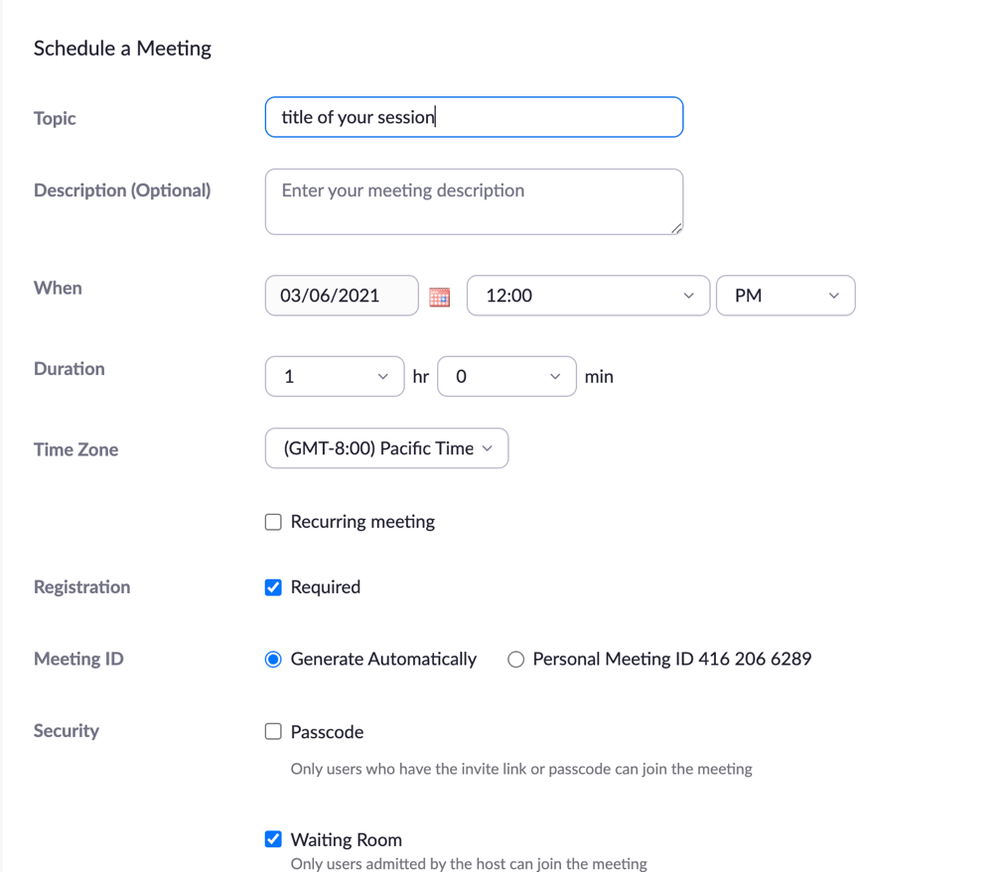 Schedule a Meeting
Topic title of your session
Description (Optional) Enter your meeting description
When 03/06/2021 12:00 PM
Duration 1 hr 0 min
Time Zone (GMT-8:00) Pacific Time
Recurring meeting
Registration Required
Meeting ID Generate Automatically Personal Meeting ID 416 206 6289
Security Passcode
Only users who have the invite link or passcode can join the meeting
Waiting Room
Only users admitted by the host can join the meeting